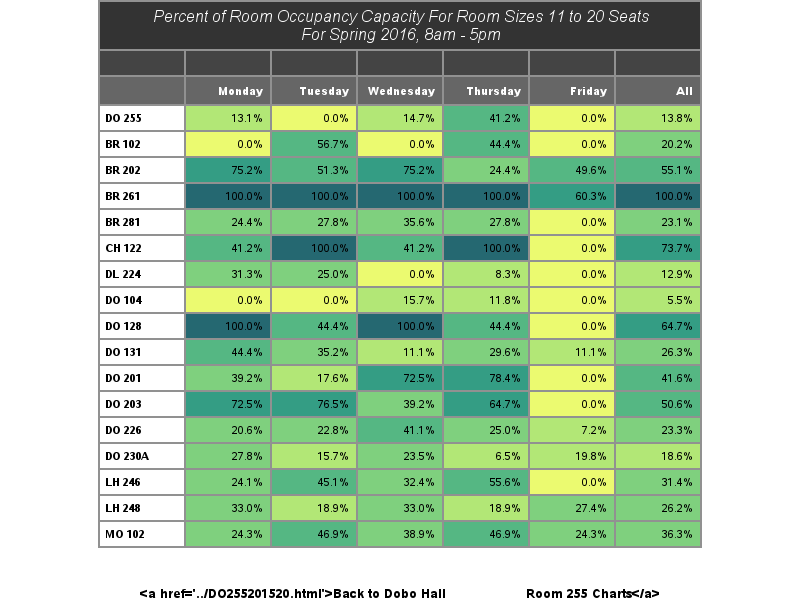 Percent of Room Occupancy Capacity For Room Sizes 11 to 20 Seats
For Spring 2016, 8am - 5pm
Monday Tuesday Wednesday Thursday Friday All
DO 255 13.1% 0.0% 14.7% 41.2% 0.0% 13.8%
BR 102 0.0% 56.7% 0.0% 44.4% 0.0% 20.2%
BR 202 75.2% 51.3% 75.2% 24.4% 49.6% 55.1%
BR 261 100.0% 100.0% 100.0% 100.0% 60.3% 100.0%
BR 281 24.4% 27.8% 35.6% 27.8% 0.0% 23.1%
CH 122 41.2% 100.0% 41.2% 100.0% 0.0% 73.7%
DL 224 31.3% 25.0% 0.0% 8.3% 0.0% 12.9%
DO 104 0.0% 0.0% 15.7% 11.8% 0.0% 5.5%
DO 128 100.0% 44.4% 100.0% 44.4% 0.0% 64.7%
DO 131 44.4% 35.2% 11.1% 29.6% 11.1% 26.3%
DO 201 39.2% 17.6% 72.5% 78.4% 0.0% 41.6%
DO 203 72.5% 76.5% 39.2% 64.7% 0.0% 50.6%
DO 226 20.6% 22.8% 41.1% 25.0% 7.2% 23.3%
DO 230A 27.8% 15.7% 23.5% 6.5% 19.8% 18.6%
LH 246 24.1% 45.1% 32.4% 55.6% 0.0% 31.4%
LH 248 33.0% 18.9% 33.0% 18.9% 27.4% 26.2%
MO 102 24.3% 46.9% 38.9% 46.9% 24.3% 36.3%
<a href='../DO255201520.html'>Back to Dobo Hall Room 255 Charts</a>